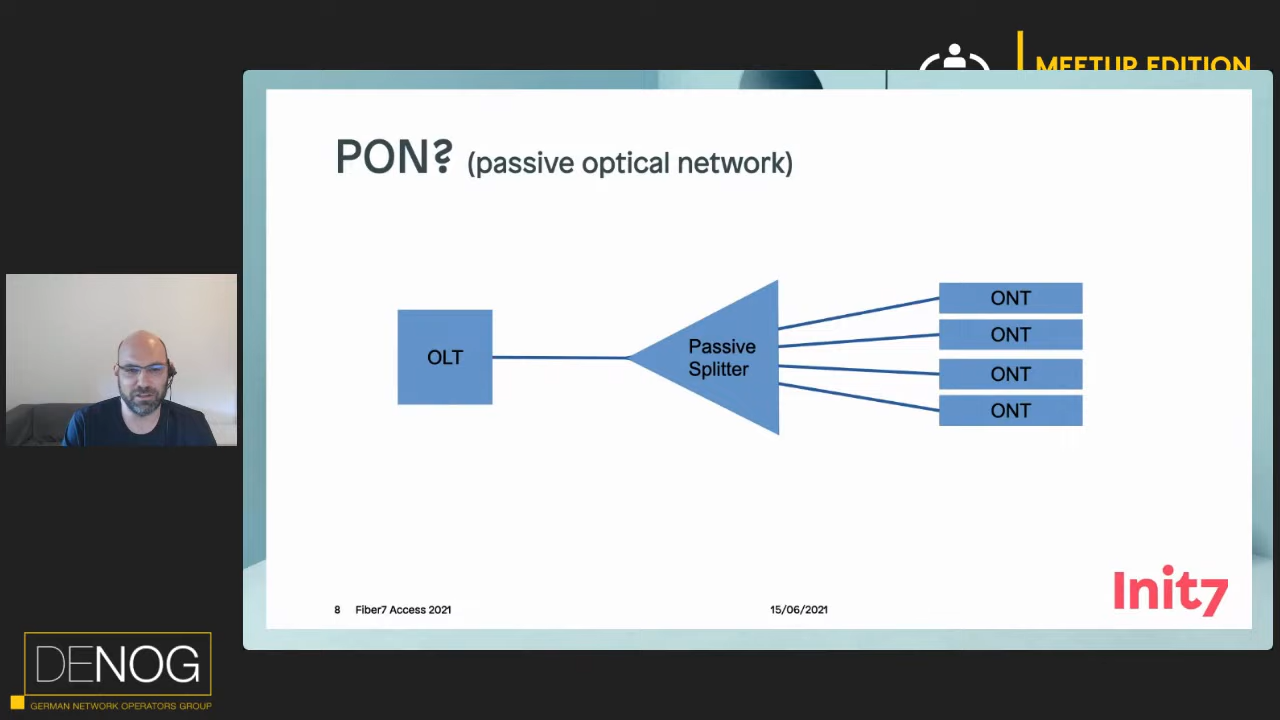 MEETUP EDITION
PON? (passive optical network)
OLT
Passive
Splitter
ONT
ONT
ONT
ONT
Init7
8 Fiber7 Access 2021
15/06/2021
DENOG
GERMAN NETWORK OPERATORS GROUP